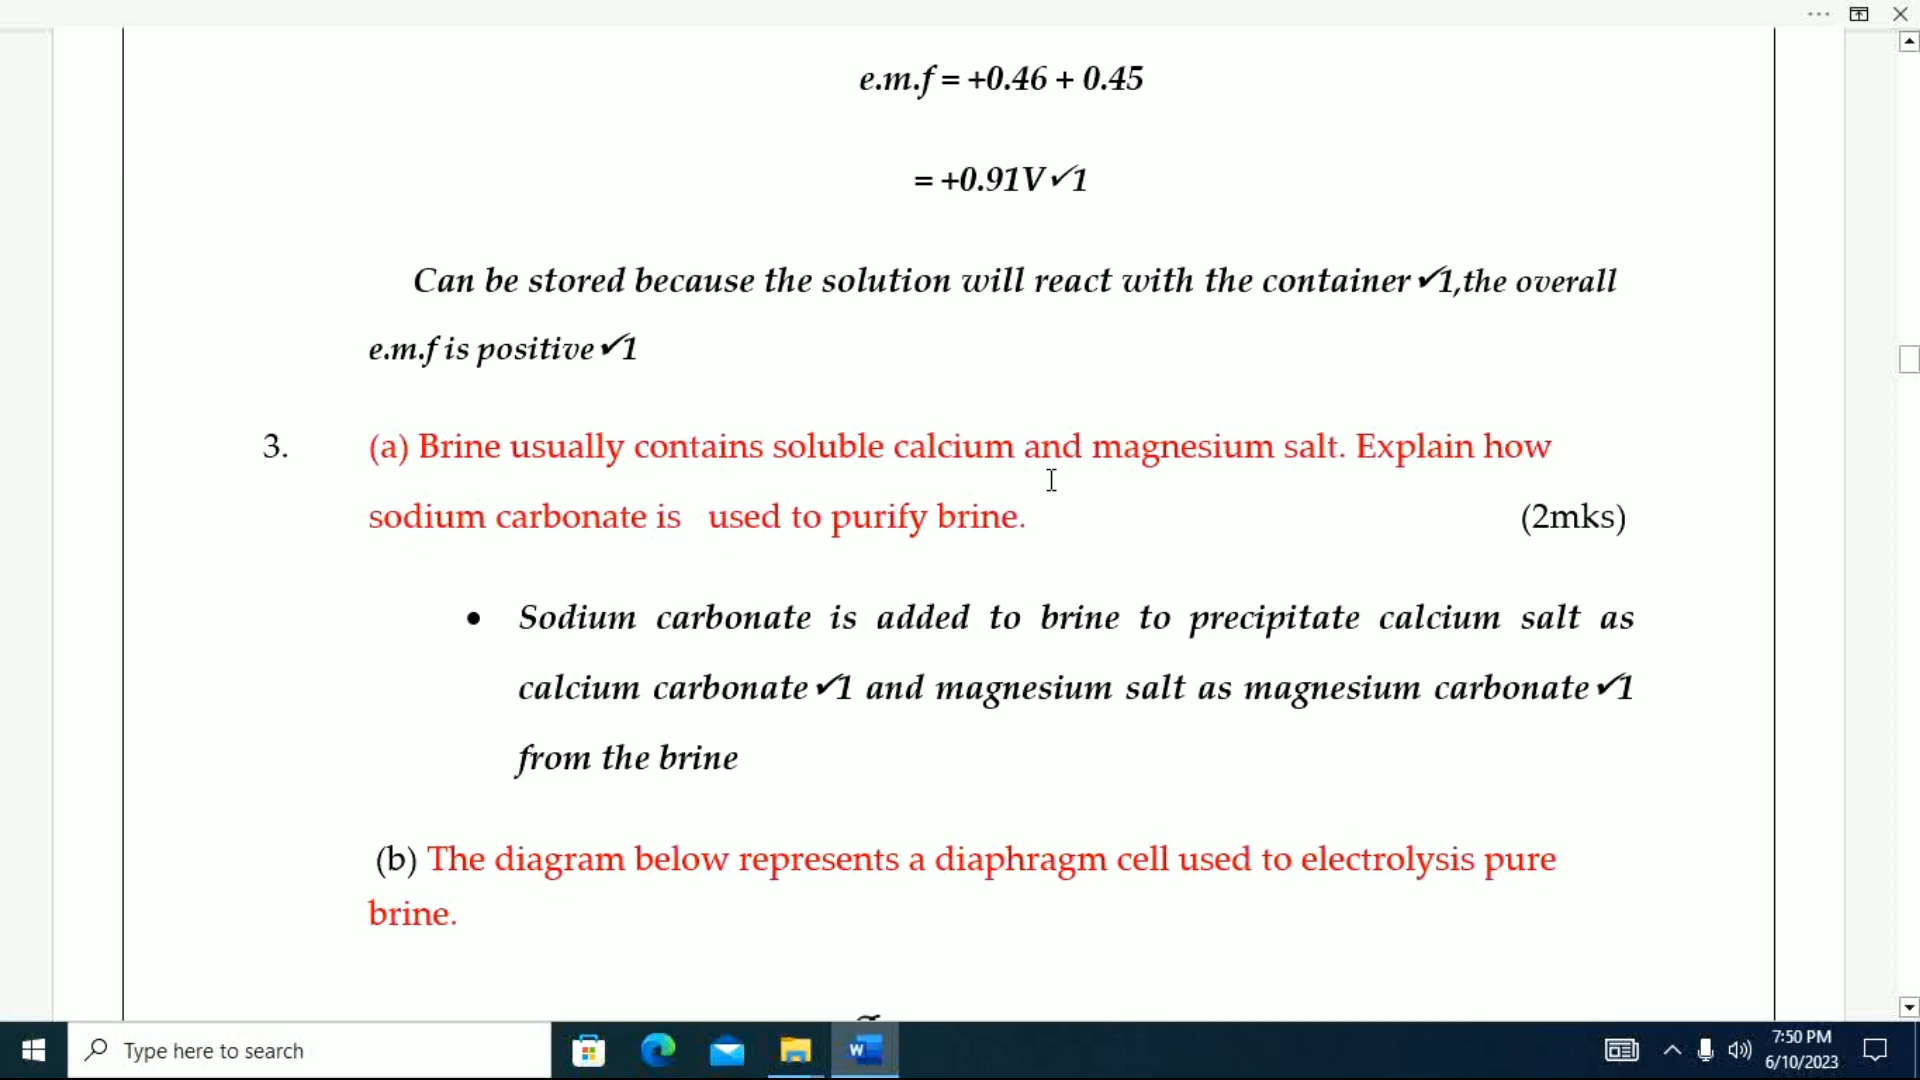 e.m.f = +0.46 + 0.45
= +0.91V✓1
Can be stored because the solution will react with the container✓1,the overall
e.m.f is positive✓1
3. (a) Brine usually contains soluble calcium and magnesium salt. Explain how
sodium carbonate is used to purify brine. (2mks)
• Sodium carbonate is added to brine to precipitate calcium salt as
calcium carbonate✓1 and magnesium salt as magnesium carbonate✓1
from the brine
(b) The diagram below represents a diaphragm cell used to electrolysis pure
brine.
Type here to search
7:50 PM
6/10/2023